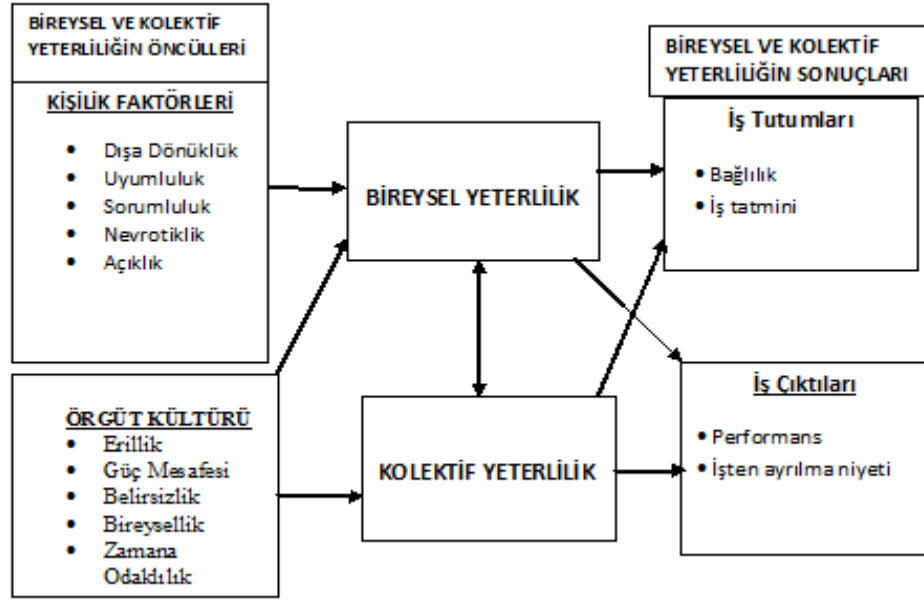 BİREYSEL VE KOLEKTİF
YETERLİLİĞİN ÖNCÜLLERİ
KİŞİLİK FAKTÖRLERİ
• Dışa Dönüklük
• Uyumluluk
• Sorumluluk
• Nevrotiklik
• Açıklık
ÖRGÜT KÜLTÜRÜ
• Erillik
• Güç Mesafesi
• Belirsizlik
• Bireysellik
• Zamana
Odaklılık
BİREYSEL YETERLİLİK
KOLEKTİF YETERLİLİK
BİREYSEL VE KOLEKTİF
YETERLİLİĞİN SONUÇLARI
İş Tutumları
• Bağlılık
• İş tatmini
İş Çıktıları
• Performans
• İşten ayrılma niyeti